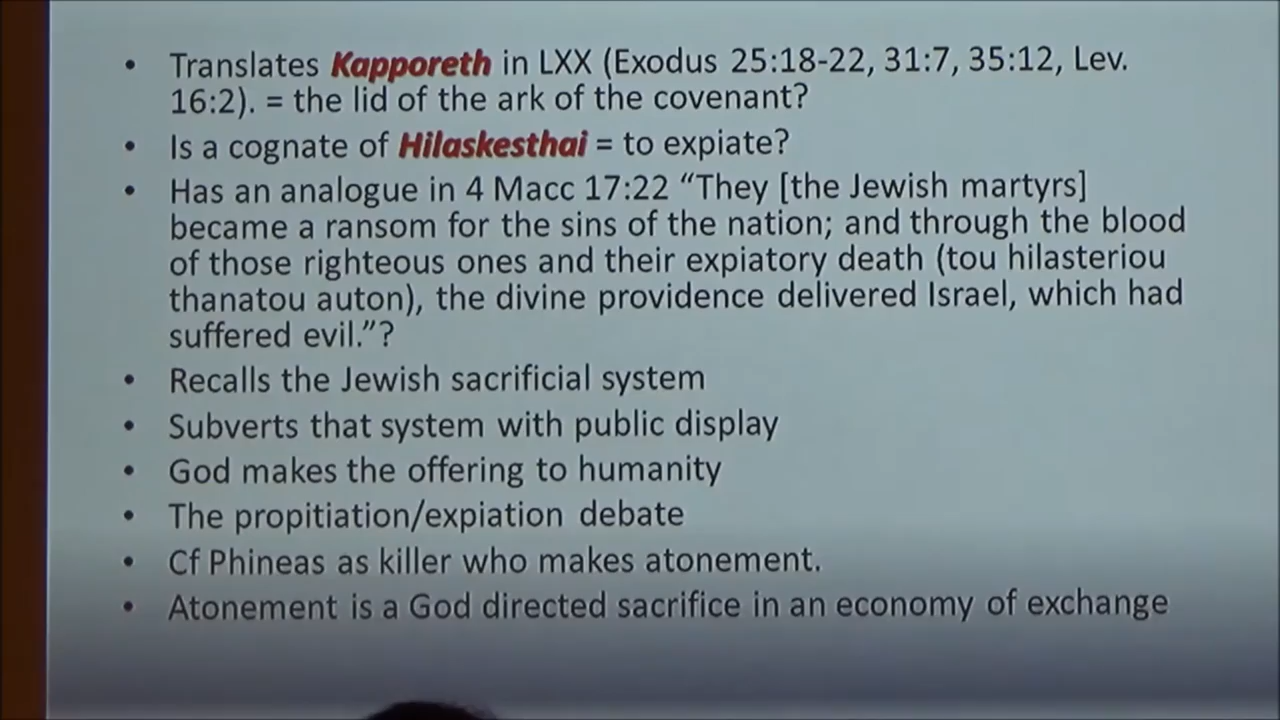 • Translates Kapporeth in LXX (Exodus 25:18-22, 31:7, 35:12, Lev.
16:2). = the lid of the ark of the covenant?
• Is a cognate of Hilaskesthai = to expiate?
• Has an analogue in 4 Macc 17:22 “They [the Jewish martyrs]
became a ransom for the sins of the nation; and through the blood
of those righteous ones and their expiatory death (tou hilasteriou
thanatou auton), the divine providence delivered Israel, which had
suffered evil.”?
• Recalls the Jewish sacrificial system
• Subverts that system with public display
• God makes the offering to humanity
• The propitiation/expiation debate
• Cf Phineas as killer who makes atonement.
• Atonement is a God directed sacrifice in an economy of exchange